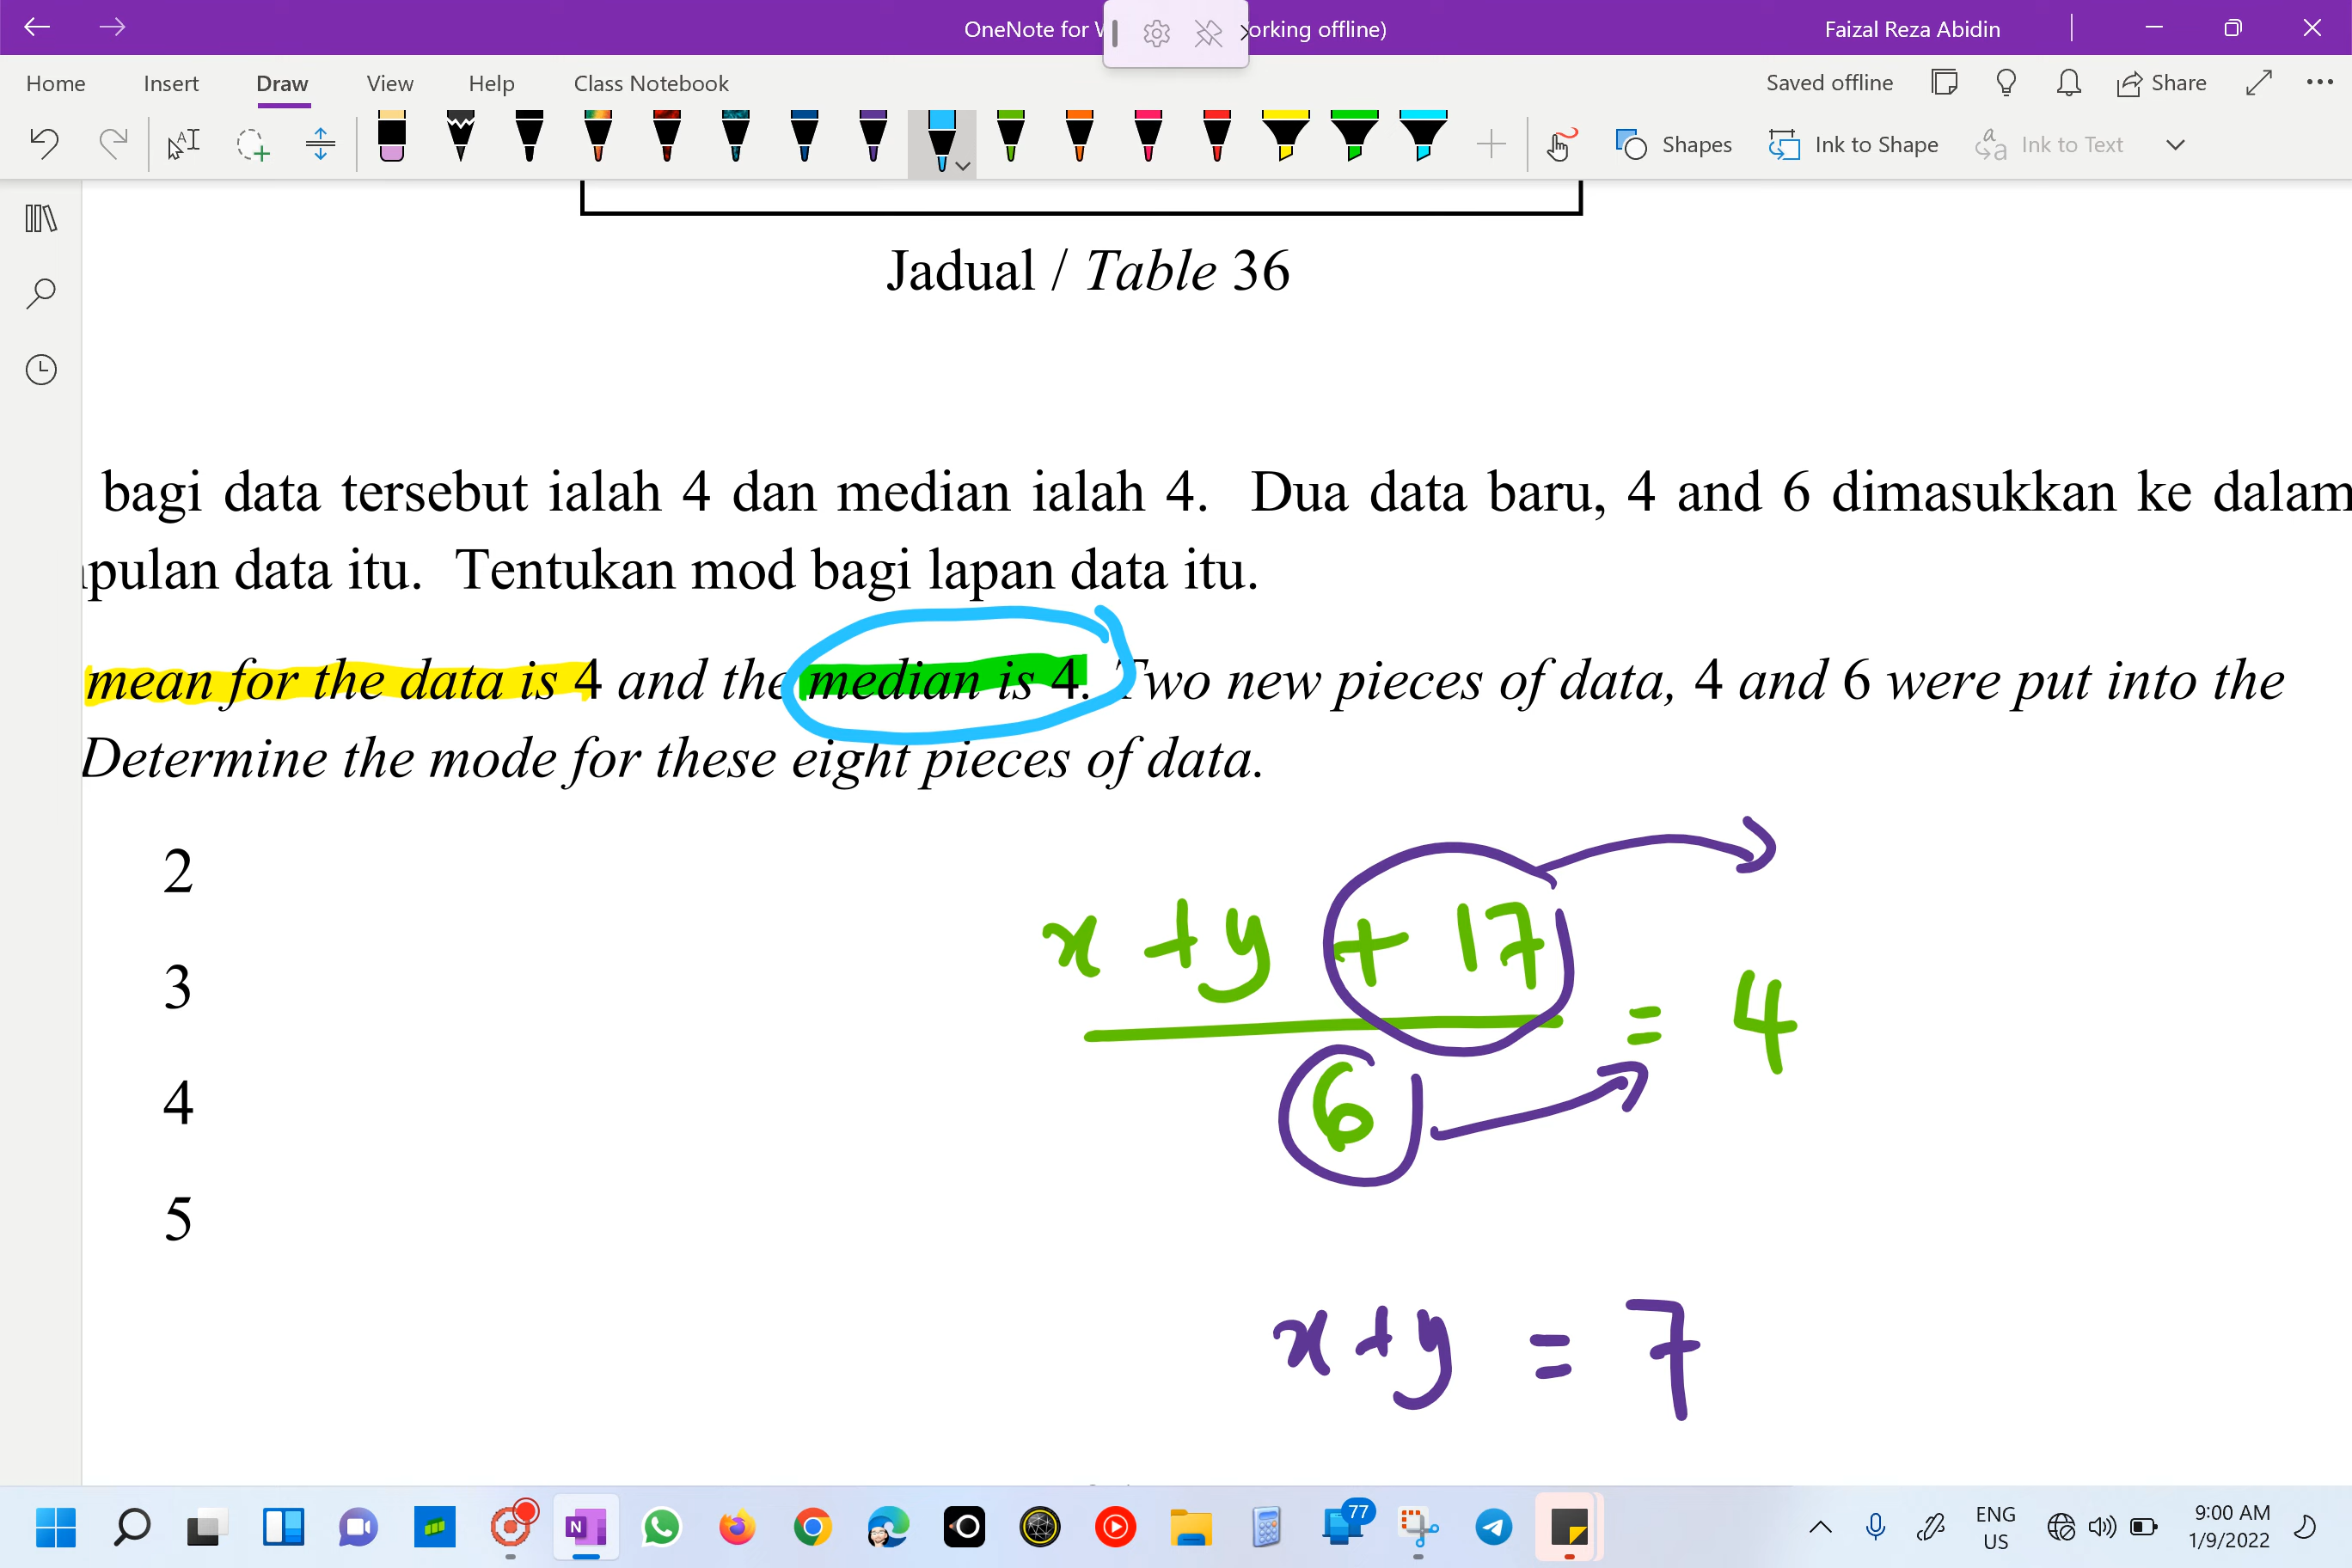 OneNote for W orking offline)
Faizal Reza Abidin
Home Insert Draw View Help Class Notebook
Saved offline Share
Shapes Ink to Shape Ink to Text
Jadual / Table 36
bagi data tersebut ialah 4 dan median ialah 4. Dua data baru, 4 and 6 dimasukkan ke dalam
pulan data itu. Tentukan mod bagi lapan data itu.
mean for the data is 4 and the median is 4. Two new pieces of data, 4 and 6 were put into the
Determine the mode for these eight pieces of data.
2
3
4
5
x + y + 17
= 4
6
x + y = 7
77
ENG
US
9:00 AM
1/9/2022